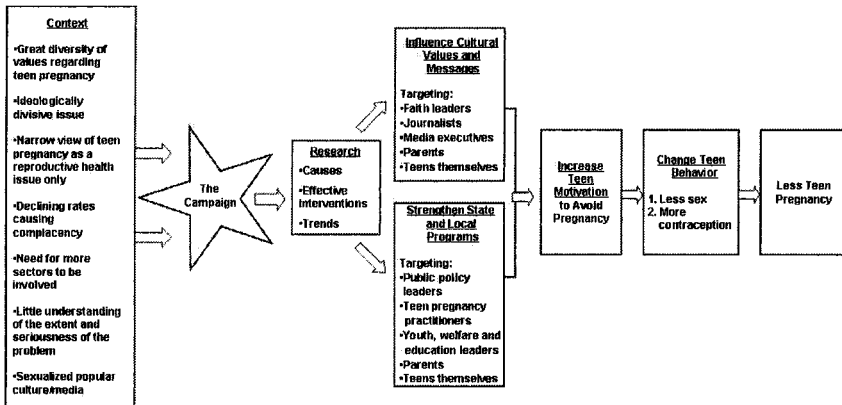 Context
•Great diversity of
values regarding
teen pregnancy
•Ideologically
divisive issue
•Narrow view of teen
pregnancy as a
reproductive health
issue only
•Declining rates
causing
complacency
•Need for more
sectors to be
involved
•Little understanding
of the extent and
seriousness of the
problem
•Sexualized popular
culture/media
The
Campaign
Research
•Causes
•Effective
Interventions
•Trends
Influence Cultural
Values and
Messages
Targeting:
•Faith leaders
•Journalists
•Media executives
•Parents
•Teens themselves
Strengthen State
and Local
Programs
Targeting:
•Public policy
leaders
•Teen pregnancy
practitioners
•Youth, welfare and
education leaders
•Parents
•Teens themselves
Increase
Teen
Motivation
to Avoid
Pregnancy
Change Teen
Behavior
1. Less sex
2. More
contraception
Less Teen
Pregnancy